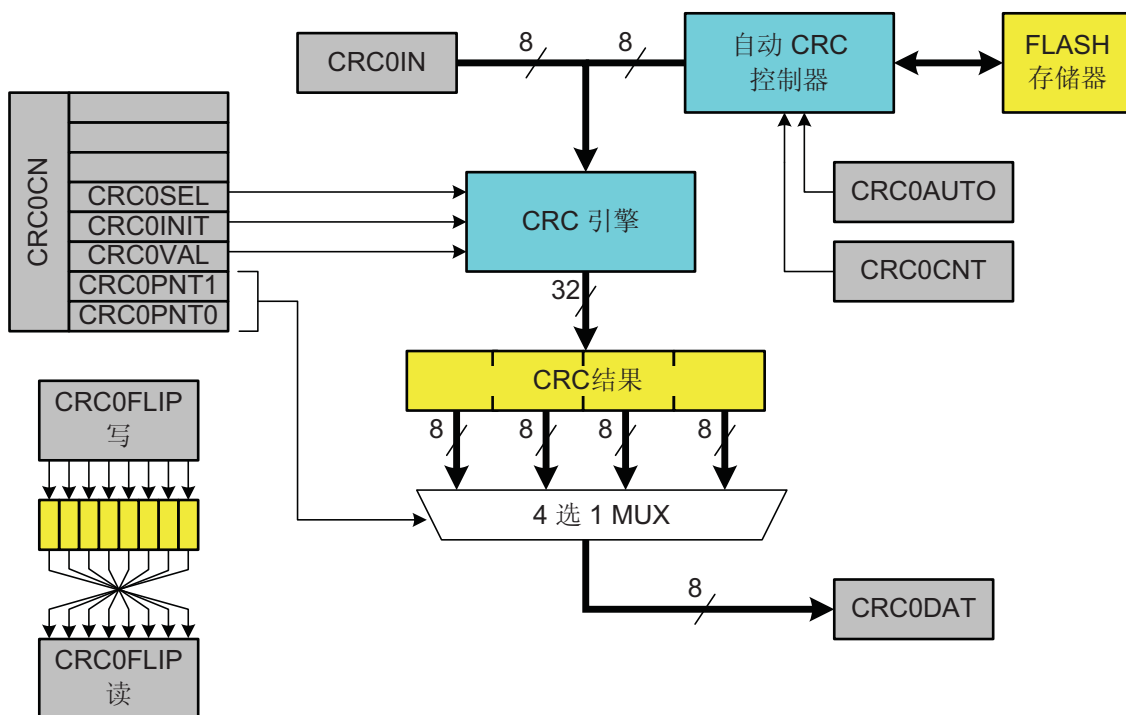 CRC0IN
8
8
自动 CRC
控制器
FLASH
存储器
CRC0CN
CRC0SEL
CRC0INIT
CRC0VAL
CRC0PNT1
CRC0PNT0
CRC 引擎
CRC0AUTO
CRC0CNT
32
CRC结果
8
8
8
8
4 选 1 MUX
8
CRC0DAT
CRC0FLIP
写
CRC0FLIP
读